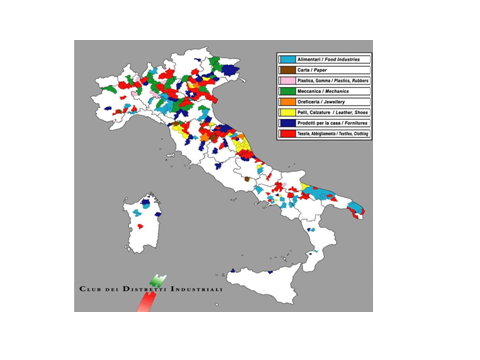 Alimentari / Food Industries
Carta / Paper
Plastica, Gomma / Plastics, Rubbers
Meccanica / Mechanics
Oreficeria / Jewellery
Pelli, Calzature / Leather, Shoes
Prodotti per la casa / Fornitures
Tessile, Abbigliamento / Textiles, Clothing
CLUB DEI DISTRETTI INDUSTRIALI